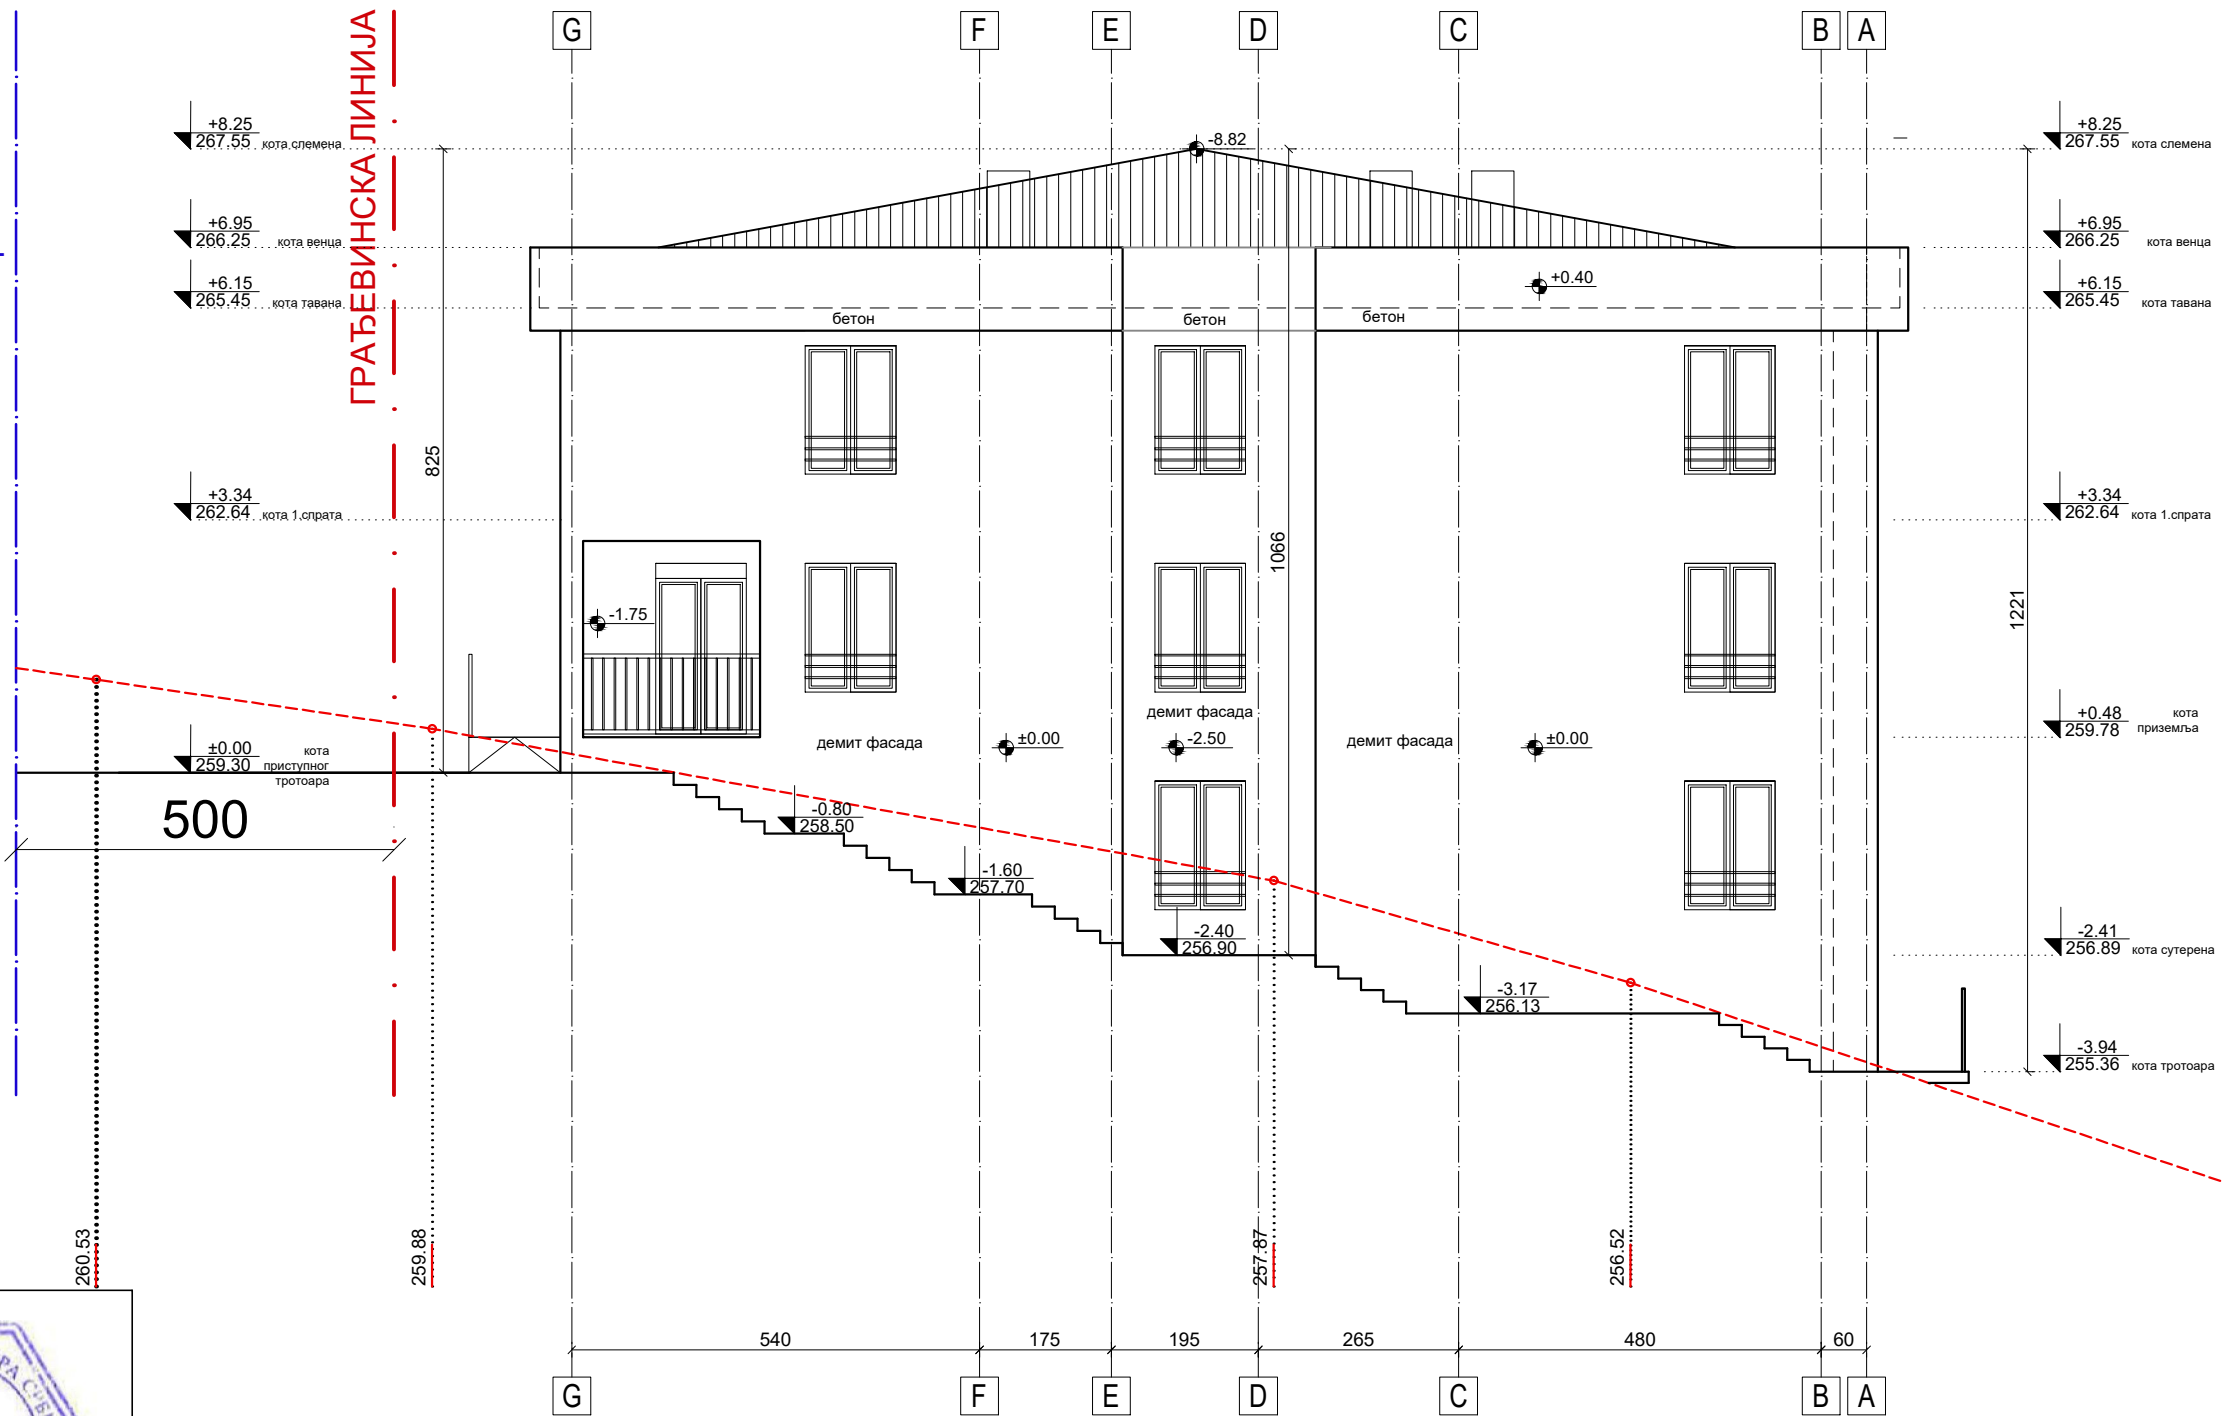 G
F
E
D
C
B
A
ГРАЂЕВИНСКА ЛИНИЈА
+8.25
267.55 кота слемена
-8.82
+8.25
267.55 кота слемена
+6.95
266.25 кота венца
+6.95
266.25 кота венца
+6.15
265.45 кота тавана
+0.40
+6.15
265.45 кота тавана
бетон
бетон
бетон
825
+3.34
262.64 кота 1.спрата
+3.34
262.64 кота 1.спрата
1066
1221
-1.75
демит фасада
±0.00
демит фасада
-2.50
демит фасада
±0.00
+0.48
259.78
кота
приземља
±0.00
259.30
кота
приступног
тротоара
500
-0.80
258.50
-1.60
257.70
-2.40
256.90
-2.41
256.89 кота сутерена
-3.17
256.13
-3.94
255.36 кота тротоара
260.53
259.88
257.87
256.52
540
175
195
265
480
60
G
F
E
D
C
B
A